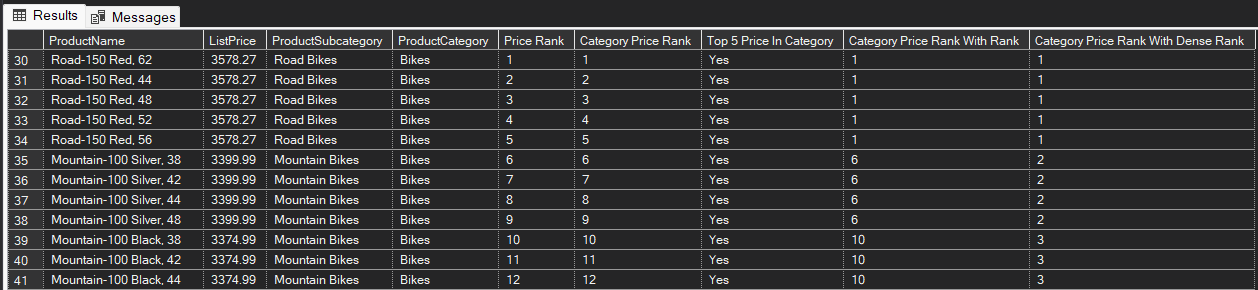 Results Messages
ProductName ListPrice ProductSubcategory ProductCategory Price Rank Category Price Rank Top 5 Price In Category Category Price Rank With Rank Category Price Rank With Dense Rank
30 Road-150 Red, 62 3578.27 Road Bikes Bikes 1 1 Yes 1 1
31 Road-150 Red, 44 3578.27 Road Bikes Bikes 2 2 Yes 1 1
32 Road-150 Red, 48 3578.27 Road Bikes Bikes 3 3 Yes 1 1
33 Road-150 Red, 52 3578.27 Road Bikes Bikes 4 4 Yes 1 1
34 Road-150 Red, 56 3578.27 Road Bikes Bikes 5 5 Yes 1 1
35 Mountain-100 Silver, 38 3399.99 Mountain Bikes Bikes 6 6 Yes 6 2
36 Mountain-100 Silver, 42 3399.99 Mountain Bikes Bikes 7 7 Yes 6 2
37 Mountain-100 Silver, 44 3399.99 Mountain Bikes Bikes 8 8 Yes 6 2
38 Mountain-100 Silver, 48 3399.99 Mountain Bikes Bikes 9 9 Yes 6 2
39 Mountain-100 Black, 38 3374.99 Mountain Bikes Bikes 10 10 Yes 10 3
40 Mountain-100 Black, 42 3374.99 Mountain Bikes Bikes 11 11 Yes 10 3
41 Mountain-100 Black, 44 3374.99 Mountain Bikes Bikes 12 12 Yes 10 3